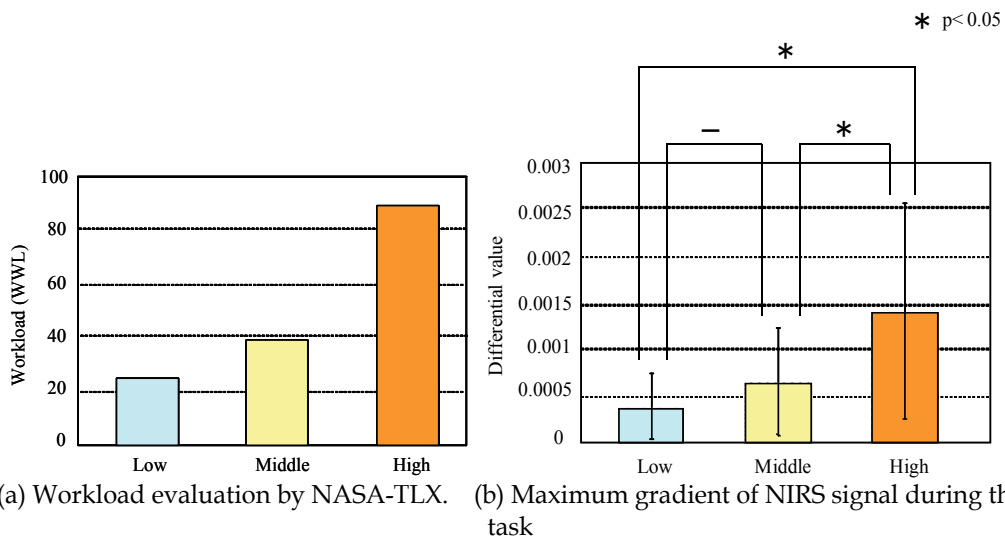 * p< 0.05
*
– *
100
80
60
40
20
0
Workload (WWL)
Low Middle High
(a) Workload evaluation by NASA-TLX.
0.003
0.0025
0.002
0.0015
0.001
0.0005
0
Differential value
Low Middle High
(b) Maximum gradient of NIRS signal during th
task